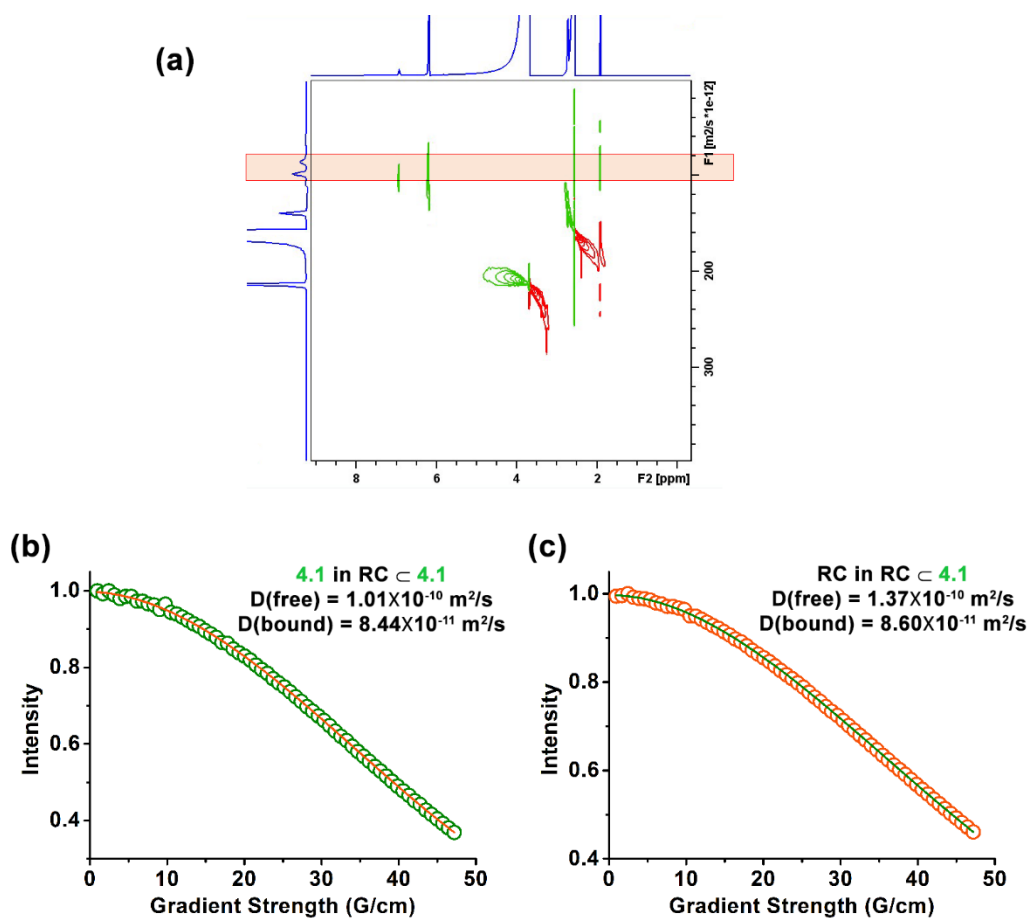 (a)
F1 [m2/s *1e-12]
200
300
8
6
4
2
F2 [ppm]
(b)
4.1 in RC ⊂ 4.1
D(free) = 1.01X10⁻¹⁰ m²/s
D(bound) = 8.44X10⁻¹¹ m²/s
1.0
0.8
0.6
0.4
Intensity
0
10
20
30
40
50
Gradient Strength (G/cm)
(c)
RC in RC ⊂ 4.1
D(free) = 1.37X10⁻¹⁰ m²/s
D(bound) = 8.60X10⁻¹¹ m²/s
1.0
0.8
0.6
0.4
Intensity
0
10
20
30
40
50
Gradient Strength (G/cm)